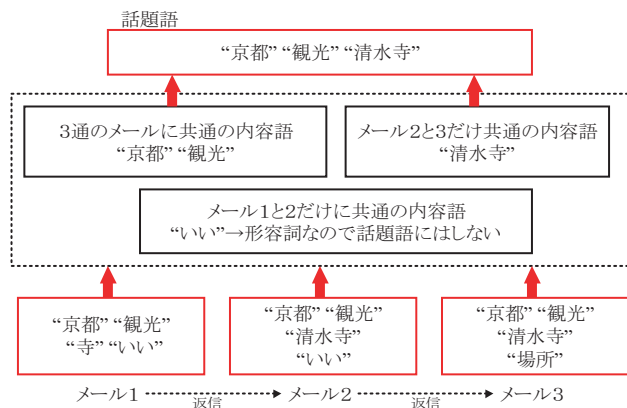 話題語
“京都” “観光” “清水寺”
3通のメールに共通の内容語
“京都” “観光”
メール2と3だけ共通の内容語
“清水寺”
メール1と2だけに共通の内容語
“いい”→形容詞なので話題語にはしない
“京都” “観光”
“寺” “いい”
“京都” “観光”
“清水寺”
“いい”
“京都” “観光”
“清水寺”
“場所”
メール1
返信
メール2
返信
メール3